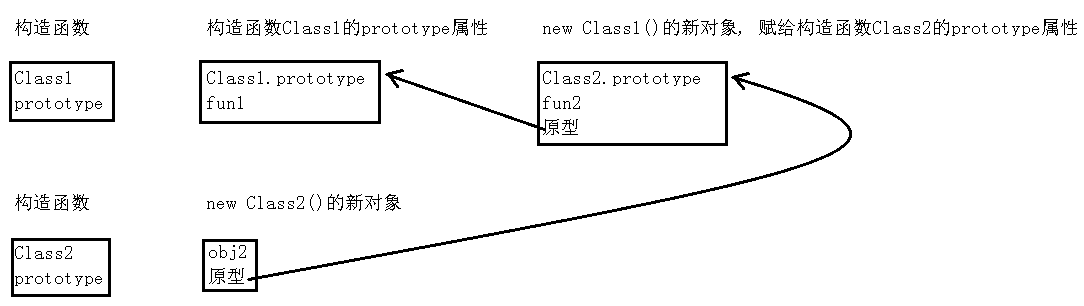 构造函数
构造函数Class1的prototype属性
new Class1()的新对象, 赋给构造函数Class2的prototype属性
Class1
prototype
Class1.prototype
fun1
Class2.prototype
fun2
原型
构造函数
new Class2()的新对象
Class2
prototype
obj2
原型